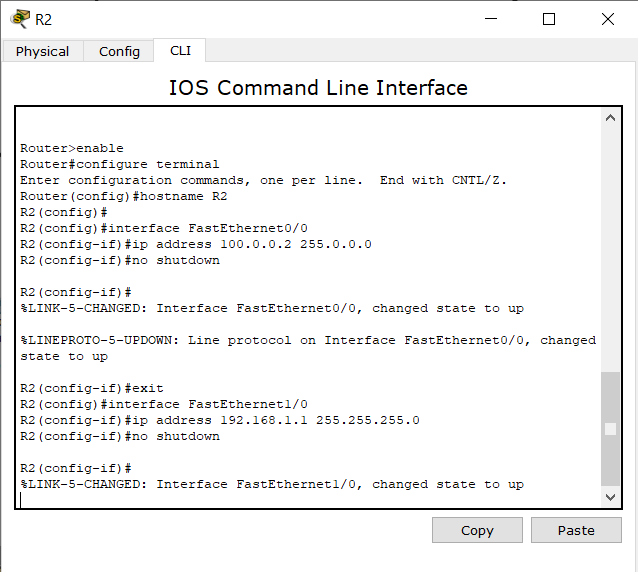 R2
Physical Config CLI
IOS Command Line Interface
Router>enable
Router#configure terminal
Enter configuration commands, one per line.  End with CNTL/Z.
Router(config)#hostname R2
R2(config)#
R2(config)#interface FastEthernet0/0
R2(config-if)#ip address 100.0.0.2 255.0.0.0
R2(config-if)#no shutdown
R2(config-if)#
%LINK-5-CHANGED: Interface FastEthernet0/0, changed state to up
%LINEPROTO-5-UPDOWN: Line protocol on Interface FastEthernet0/0, changed
state to up
R2(config-if)#exit
R2(config)#interface FastEthernet1/0
R2(config-if)#ip address 192.168.1.1 255.255.255.0
R2(config-if)#no shutdown
R2(config-if)#
%LINK-5-CHANGED: Interface FastEthernet1/0, changed state to up
Copy Paste